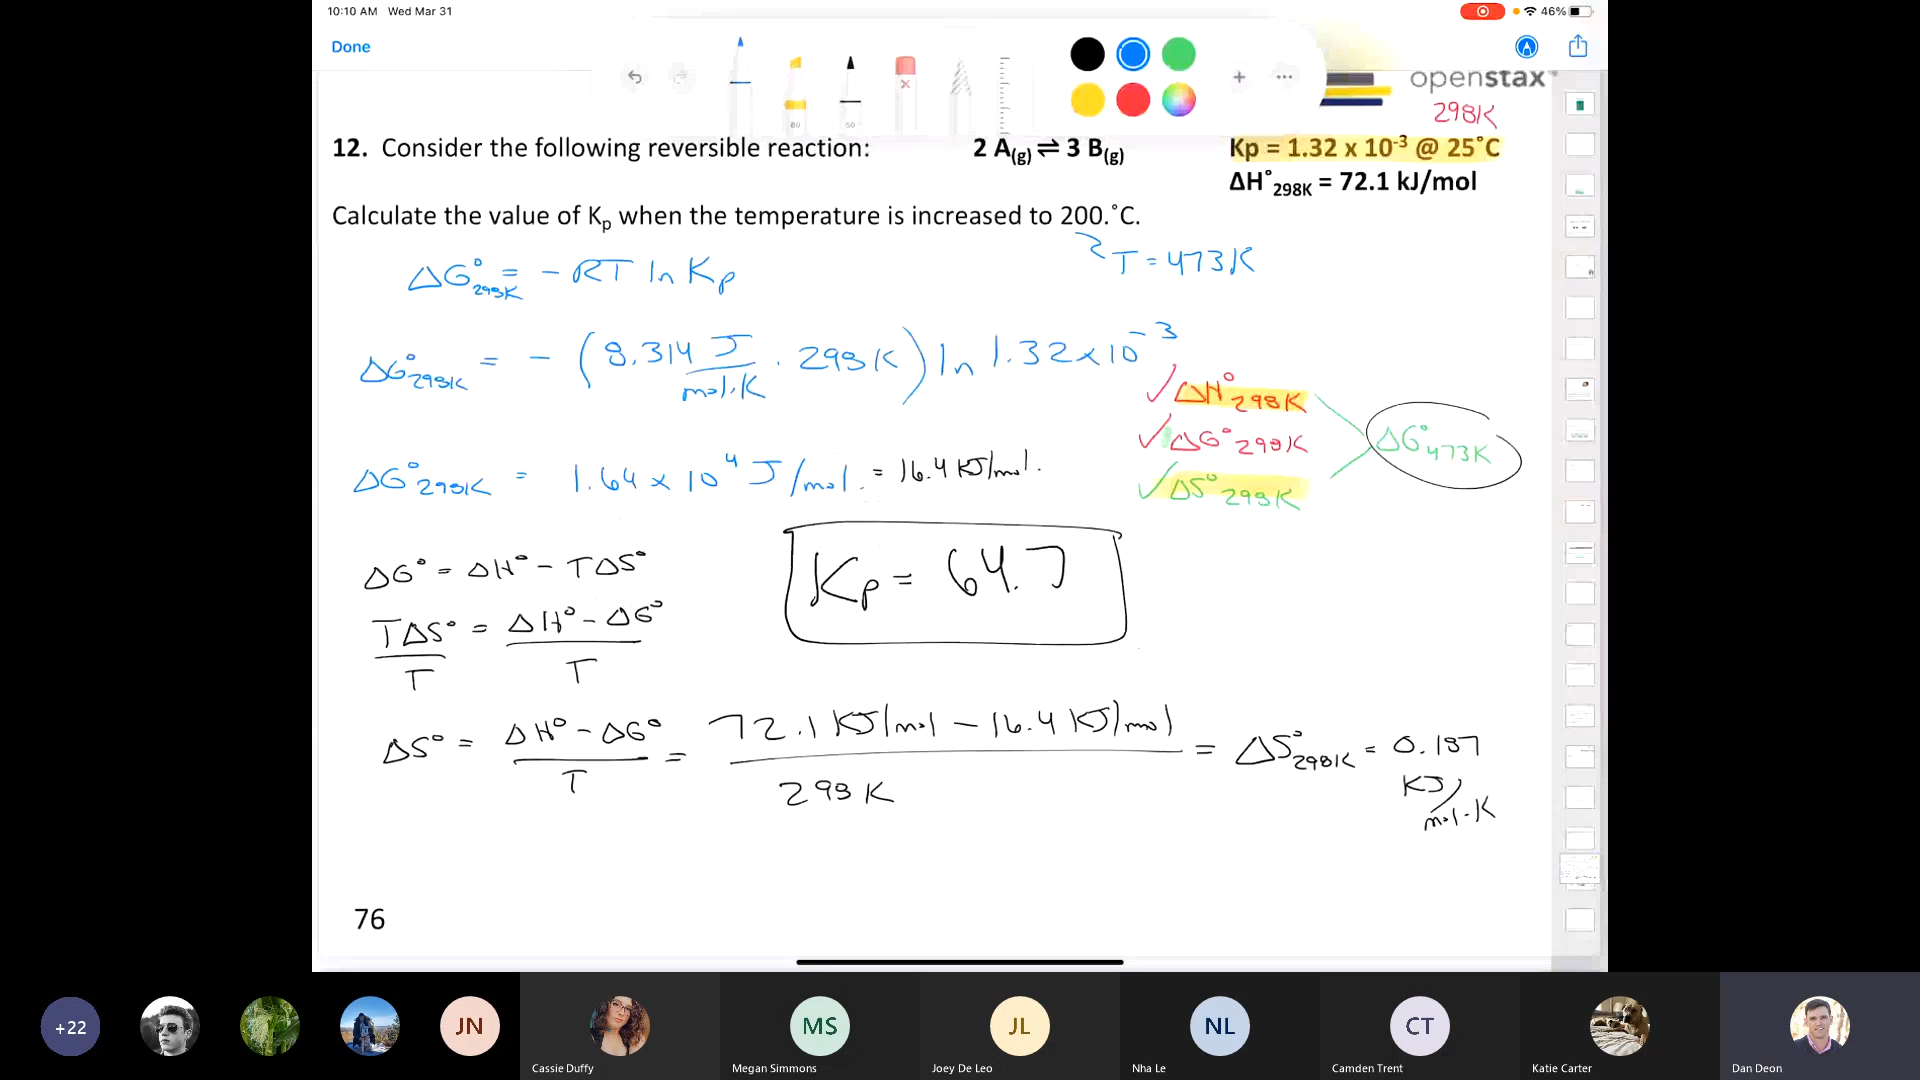 10:10 AM Wed Mar 31
46%
Done
80
50
openstax
298K
12. Consider the following reversible reaction: 2 A(g) ⇌ 3 B(g) Kp = 1.32 x 10-3 @ 25˚C
ΔH˚298K = 72.1 kJ/mol
Calculate the value of Kp when the temperature is increased to 200.˚C.
T = 473K
ΔG°298K = - RT ln Kp
ΔG°298K = - (8.314 J/mol.K · 298K) ln 1.32 x 10-3
ΔH°298K
ΔG°298K
ΔG°473K
ΔS°298K
ΔG°298K = 1.64 x 10^4 J/mol. = 16.4 KJ/mol.
Kp = 64.7
ΔG° = ΔH° - TΔS°
TΔS°/T = ΔH° - ΔG°/T
ΔS° = ΔH° - ΔG°/T = 72.1 KJ/mol - 16.4 KJ/mol / 298K = ΔS°298K = 0.187 KJ/mol.K
76
+22
JN
MS
JL
NL
CT
Cassie Duffy
Megan Simmons
Joey De Leo
Nha Le
Camden Trent
Katie Carter
Dan Deon